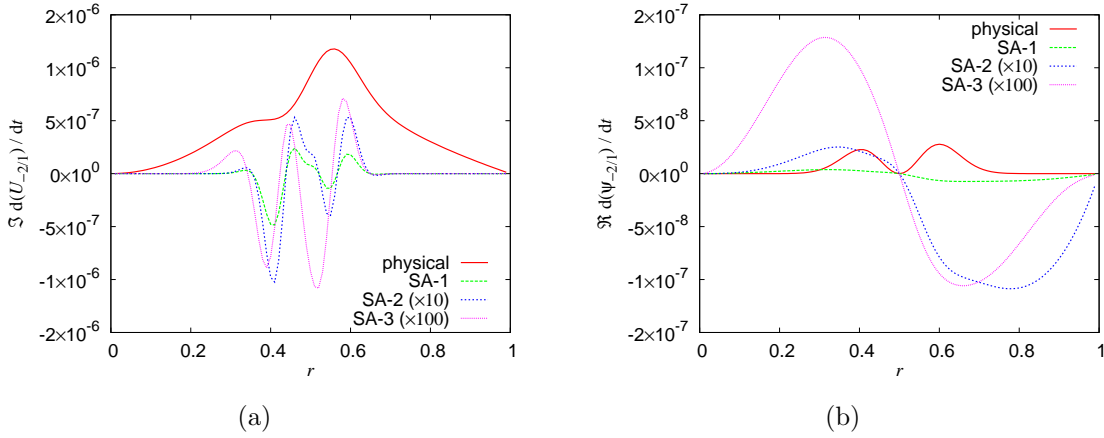 2×10⁻⁶
1×10⁻⁶
5×10⁻⁷
0×10⁰
-5×10⁻⁷
-1×10⁻⁶
-2×10⁻⁶
ℑ d(U₋₂/₁) / dt
0 0.2 0.4 0.6 0.8 1
r
physical
SA-1
SA-2 (×10)
SA-3 (×100)
(a)
2×10⁻⁷
1×10⁻⁷
5×10⁻⁸
0×10⁰
-5×10⁻⁸
-1×10⁻⁷
-2×10⁻⁷
ℜ d(ψ₋₂/₁) / dt
0 0.2 0.4 0.6 0.8 1
r
physical
SA-1
SA-2 (×10)
SA-3 (×100)
(b)